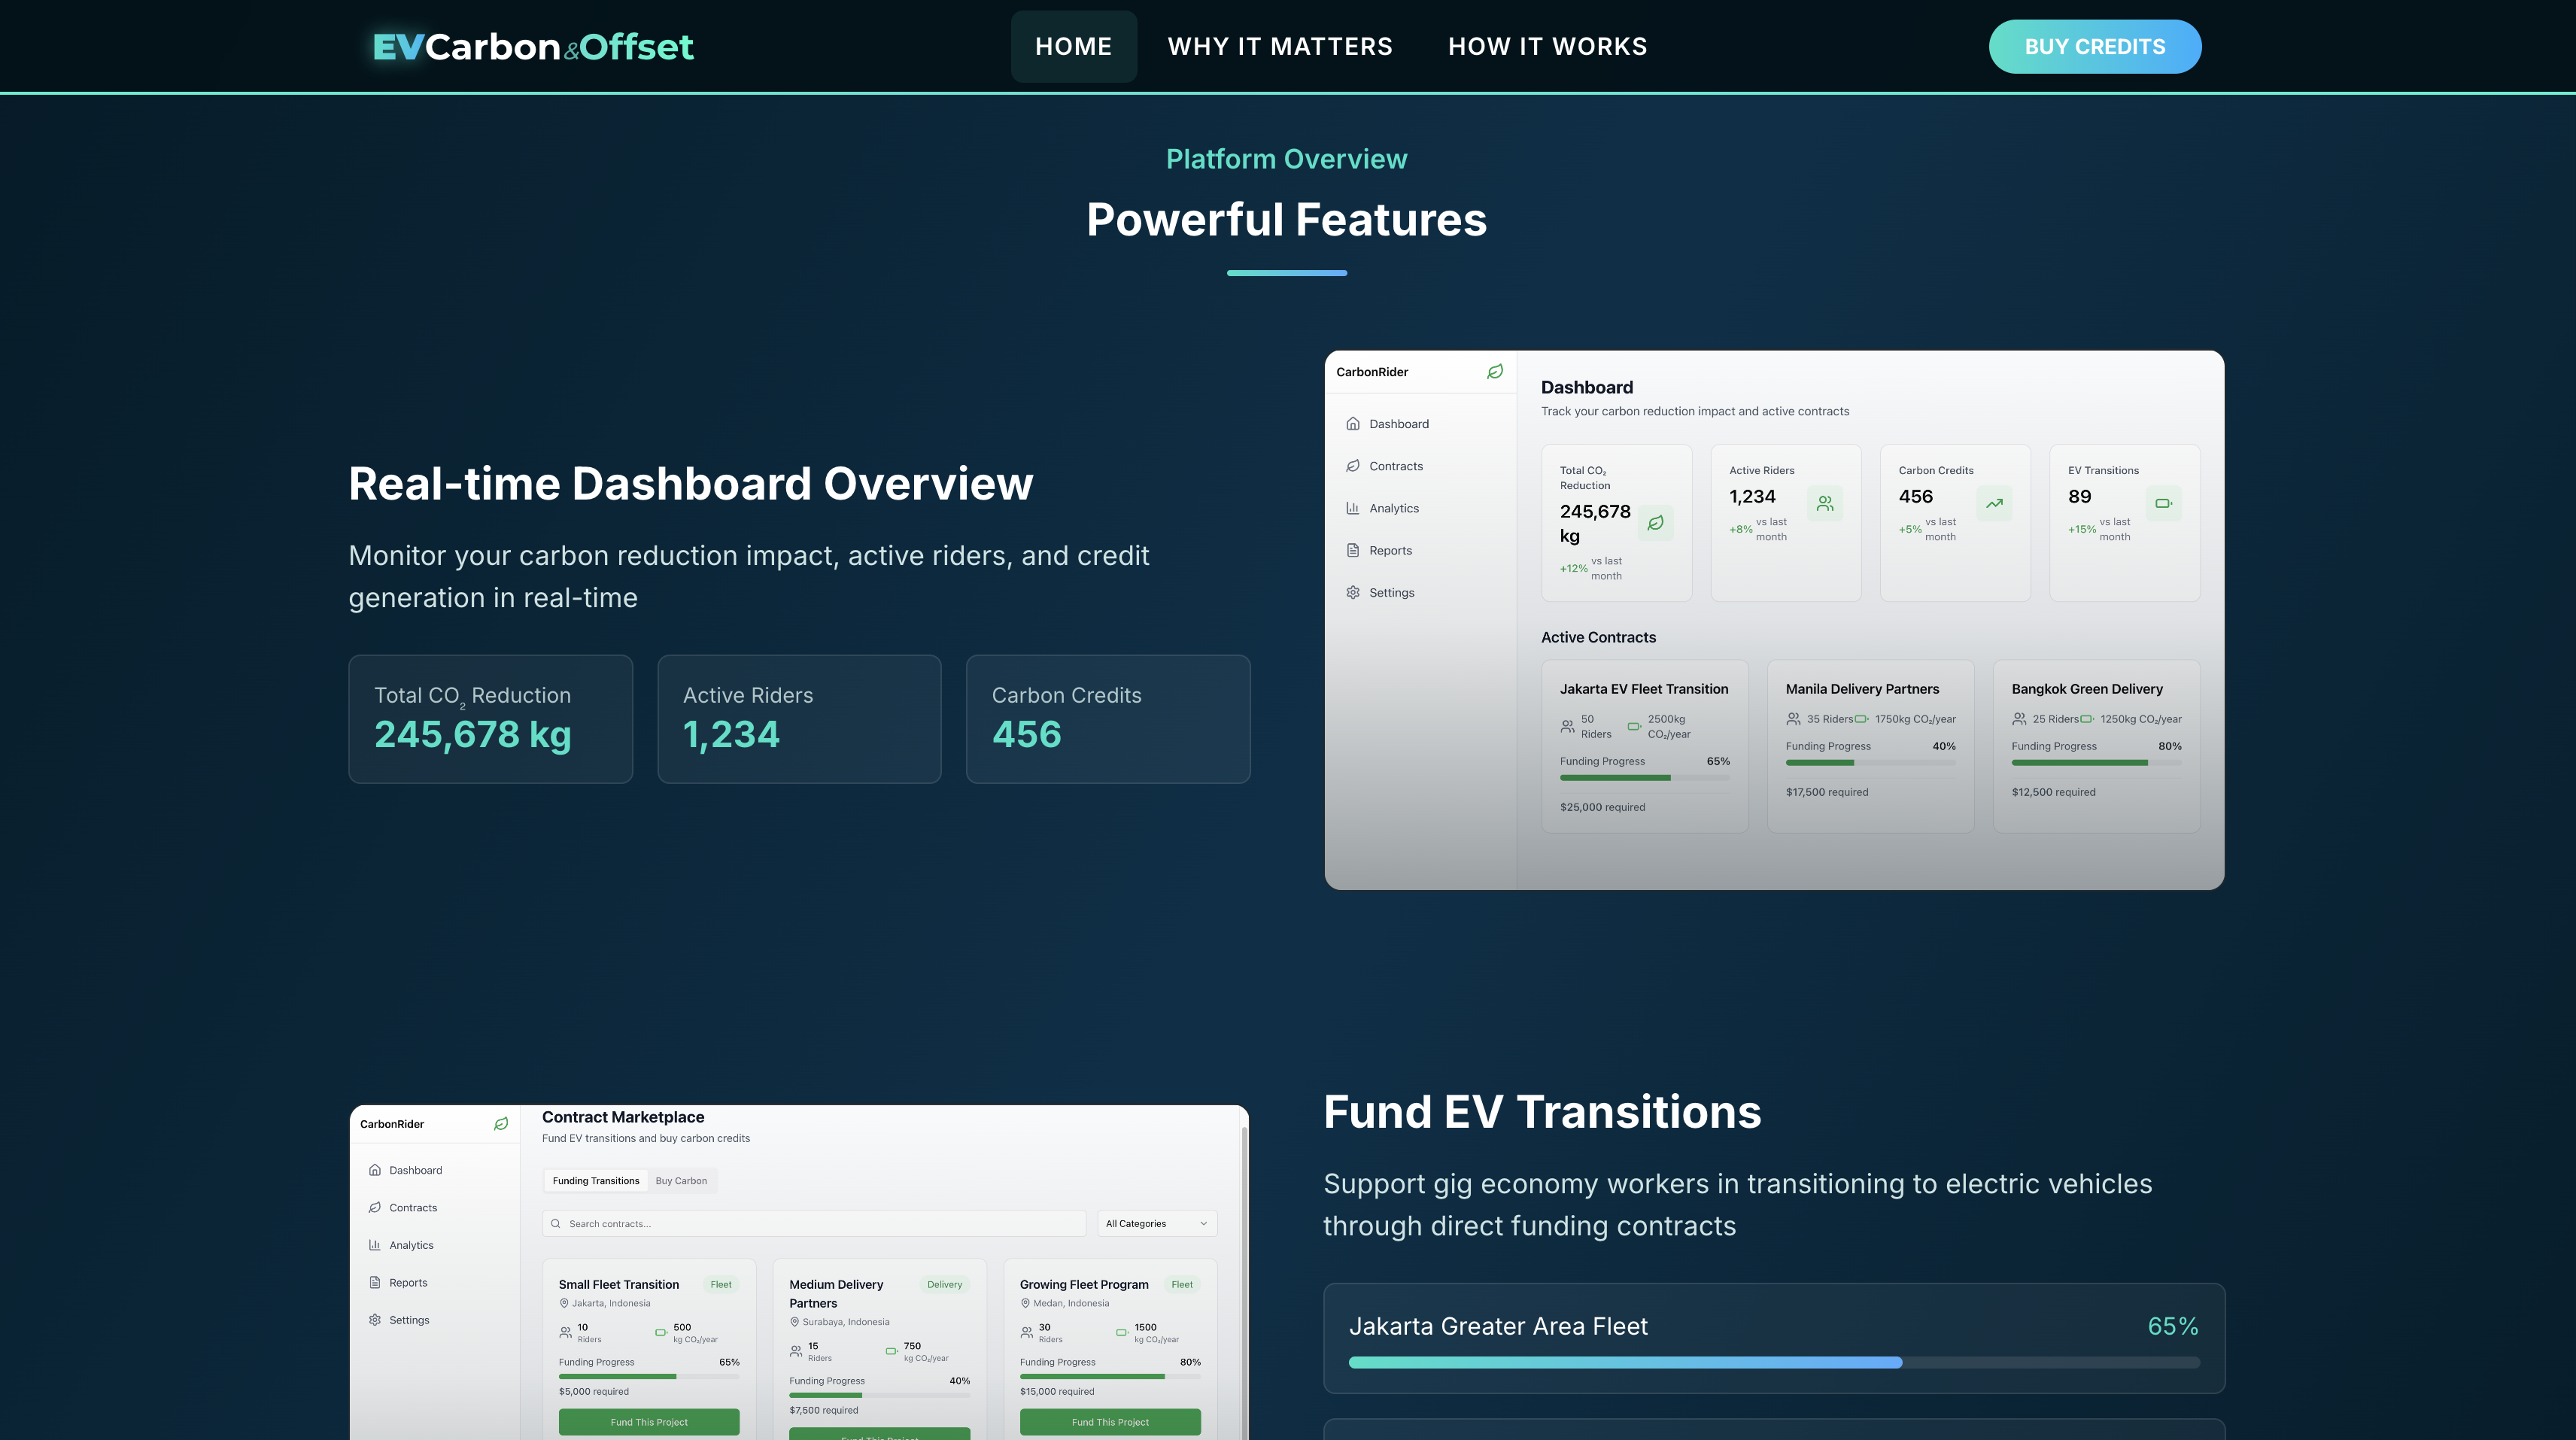 EVCarbon&Offset
HOME
WHY IT MATTERS
HOW IT WORKS
BUY CREDITS
Platform Overview
Powerful Features
Real-time Dashboard Overview
Monitor your carbon reduction impact, active riders, and credit
generation in real-time
Total CO₂ Reduction
245,678 kg
Active Riders
1,234
Carbon Credits
456
CarbonRider
Dashboard
Contracts
Analytics
Reports
Settings
Dashboard
Track your carbon reduction impact and active contracts
Total CO₂
Reduction
245,678
kg
+12% vs last
month
Active Riders
1,234
+8% vs last
month
Carbon Credits
456
+5% vs last
month
EV Transitions
89
+15% vs last
month
Active Contracts
Jakarta EV Fleet Transition
50
Riders
2500kg
CO₂/year
Funding Progress 65%
$25,000 required
Manila Delivery Partners
35 Riders 1750kg CO₂/year
Funding Progress 40%
$17,500 required
Bangkok Green Delivery
25 Riders 1250kg CO₂/year
Funding Progress 80%
$12,500 required
CarbonRider
Dashboard
Contracts
Analytics
Reports
Settings
Contract Marketplace
Fund EV transitions and buy carbon credits
Funding Transitions
Buy Carbon
Search contracts...
All Categories
Small Fleet Transition
Fleet
Jakarta, Indonesia
10
Riders
500
kg CO₂/year
Funding Progress 65%
$5,000 required
Fund This Project
Medium Delivery
Partners
Delivery
Surabaya, Indonesia
15
Riders
750
kg CO₂/year
Funding Progress 40%
$7,500 required
Fund This Project
Growing Fleet Program
Fleet
Medan, Indonesia
30
Riders
1500
kg CO₂/year
Funding Progress 80%
$15,000 required
Fund This Project
Fund EV Transitions
Support gig economy workers in transitioning to electric vehicles
through direct funding contracts
Jakarta Greater Area Fleet
65%